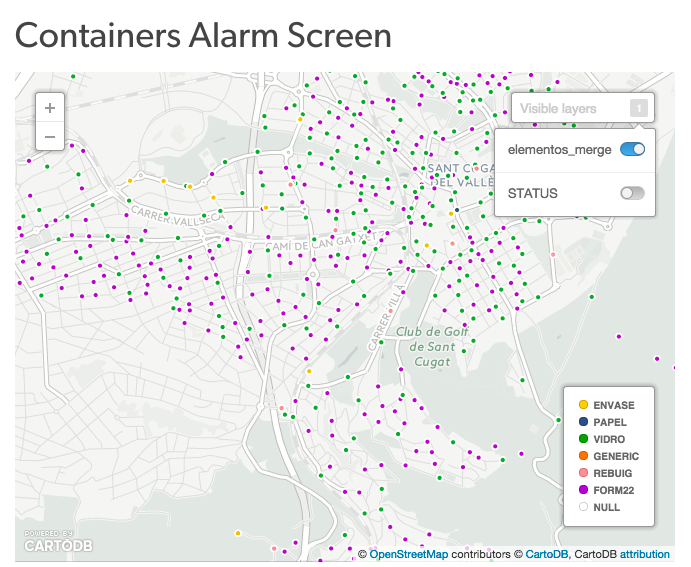 Containers Alarm Screen
+
−
Visible layers 1
elementos_merge
STATUS
SANT CUGAT
DEL VALLÈS
CARRER VALLSECA
CAMÍ DE CAN GATXET
CARRER VILLÀ
Club de Golf
de Sant
Cugat
ENVASE
PAPEL
VIDRO
GENERIC
REBUIG
FORM22
NULL
POWERED BY
CARTODB
© OpenStreetMap contributors © CartoDB, CartoDB attribution